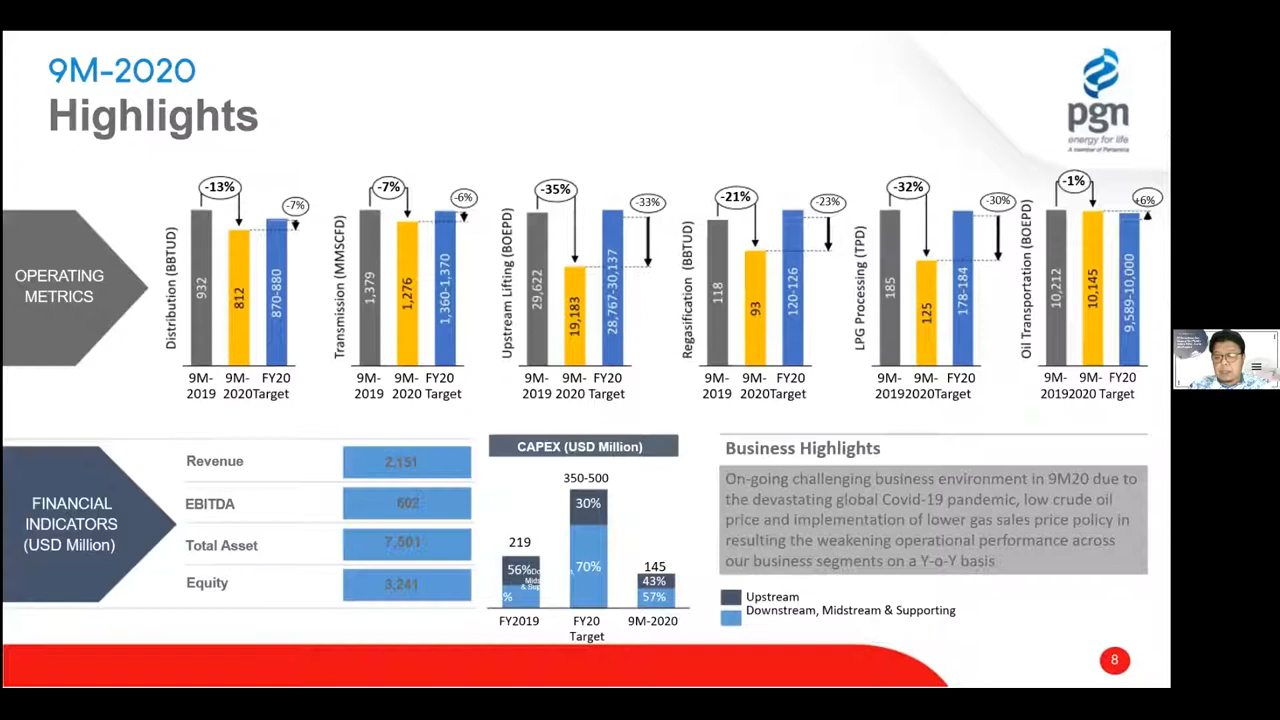 9M-2020
Highlights
pgn
energy for life
A member of Pertamina
OPERATING
METRICS
Distribution (BBTUD)
-13%
-7%
932
812
870-880
9M-2019
9M-2020
FY20 Target
Transmission (MMSCFD)
-7%
-6%
1,379
1,276
1,360-1,370
9M-2019
9M-2020
FY20 Target
Upstream Lifting (BOEPD)
-35%
-33%
29,622
19,183
28,767-30,137
9M-2019
9M-2020
FY20 Target
Regasification (BBTUD)
-21%
-23%
118
93
120-126
9M-2019
9M-2020
FY20 Target
LPG Processing (TPD)
-32%
-30%
185
125
178-184
9M-2019
9M-2020
FY20 Target
Oil Transportation (BOEPD)
-1%
+6%
10,212
10,145
9,589-10,000
9M-2019
9M-2020
FY20 Target
FINANCIAL
INDICATORS
(USD Million)
Revenue 2,151
EBITDA 602
Total Asset 7,501
Equity 3,241
CAPEX (USD Million)
219
56%
%
FY2019
350-500
30%
70%
FY20
Target
145
43%
57%
9M-2020
Business Highlights
On-going challenging business environment in 9M20 due to
the devastating global Covid-19 pandemic, low crude oil
price and implementation of lower gas sales price policy in
resulting the weakening operational performance across
our business segments on a Y-o-Y basis
Upstream
Downstream, Midstream & Supporting
8